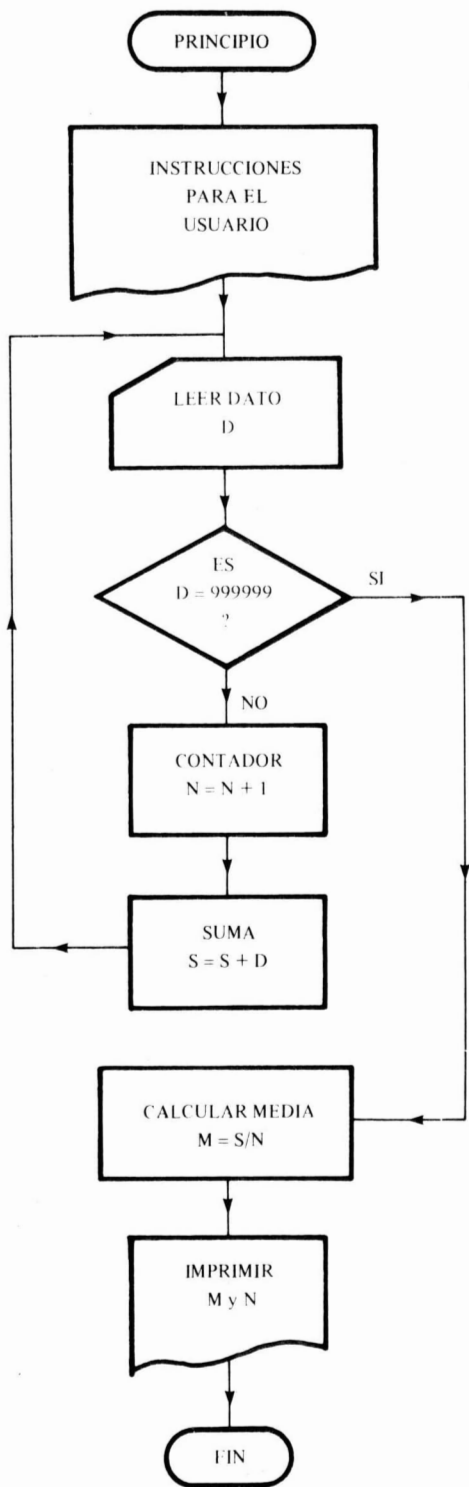 PRINCIPIO
INSTRUCCIONES
PARA EL
USUARIO
LEER DATO
D
ES
D = 999999
?
SI
NO
CONTADOR
N = N + 1
SUMA
S = S + D
CALCULAR MEDIA
M = S/N
IMPRIMIR
M y N
FIN